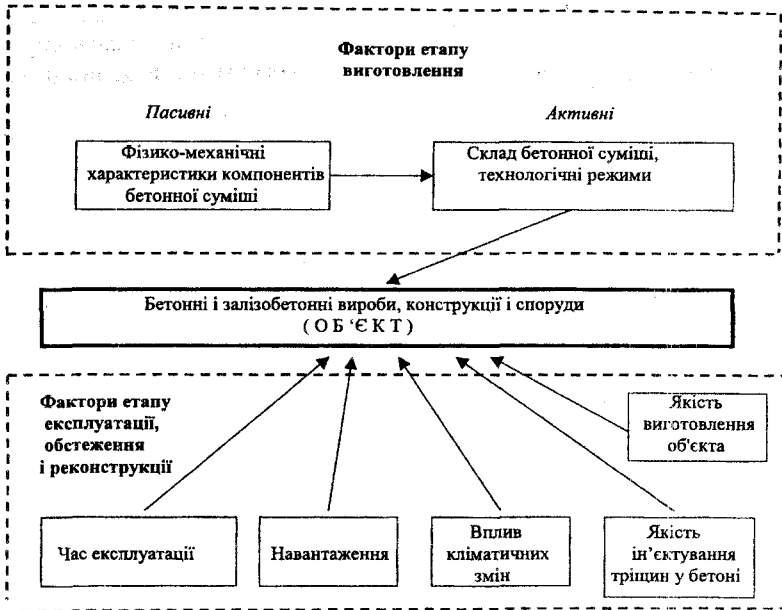 Фактори етапу
виготовлення
Пасивні
Активні
Фізико-механічні
характеристики компонентів
бетонної суміші
Склад бетонної суміші,
технологічні режими
Бетонні і залізобетонні вироби, конструкції і споруди
( О Б ‘Є К Т )
Фактори етапу
експлуатації,
обстеження
і реконструкції
Якість
виготовлення
об'єкта
Час експлуатації
Навантаження
Вплив
кліматичних
змін
Якість
ін’єктування
тріщин у бетоні